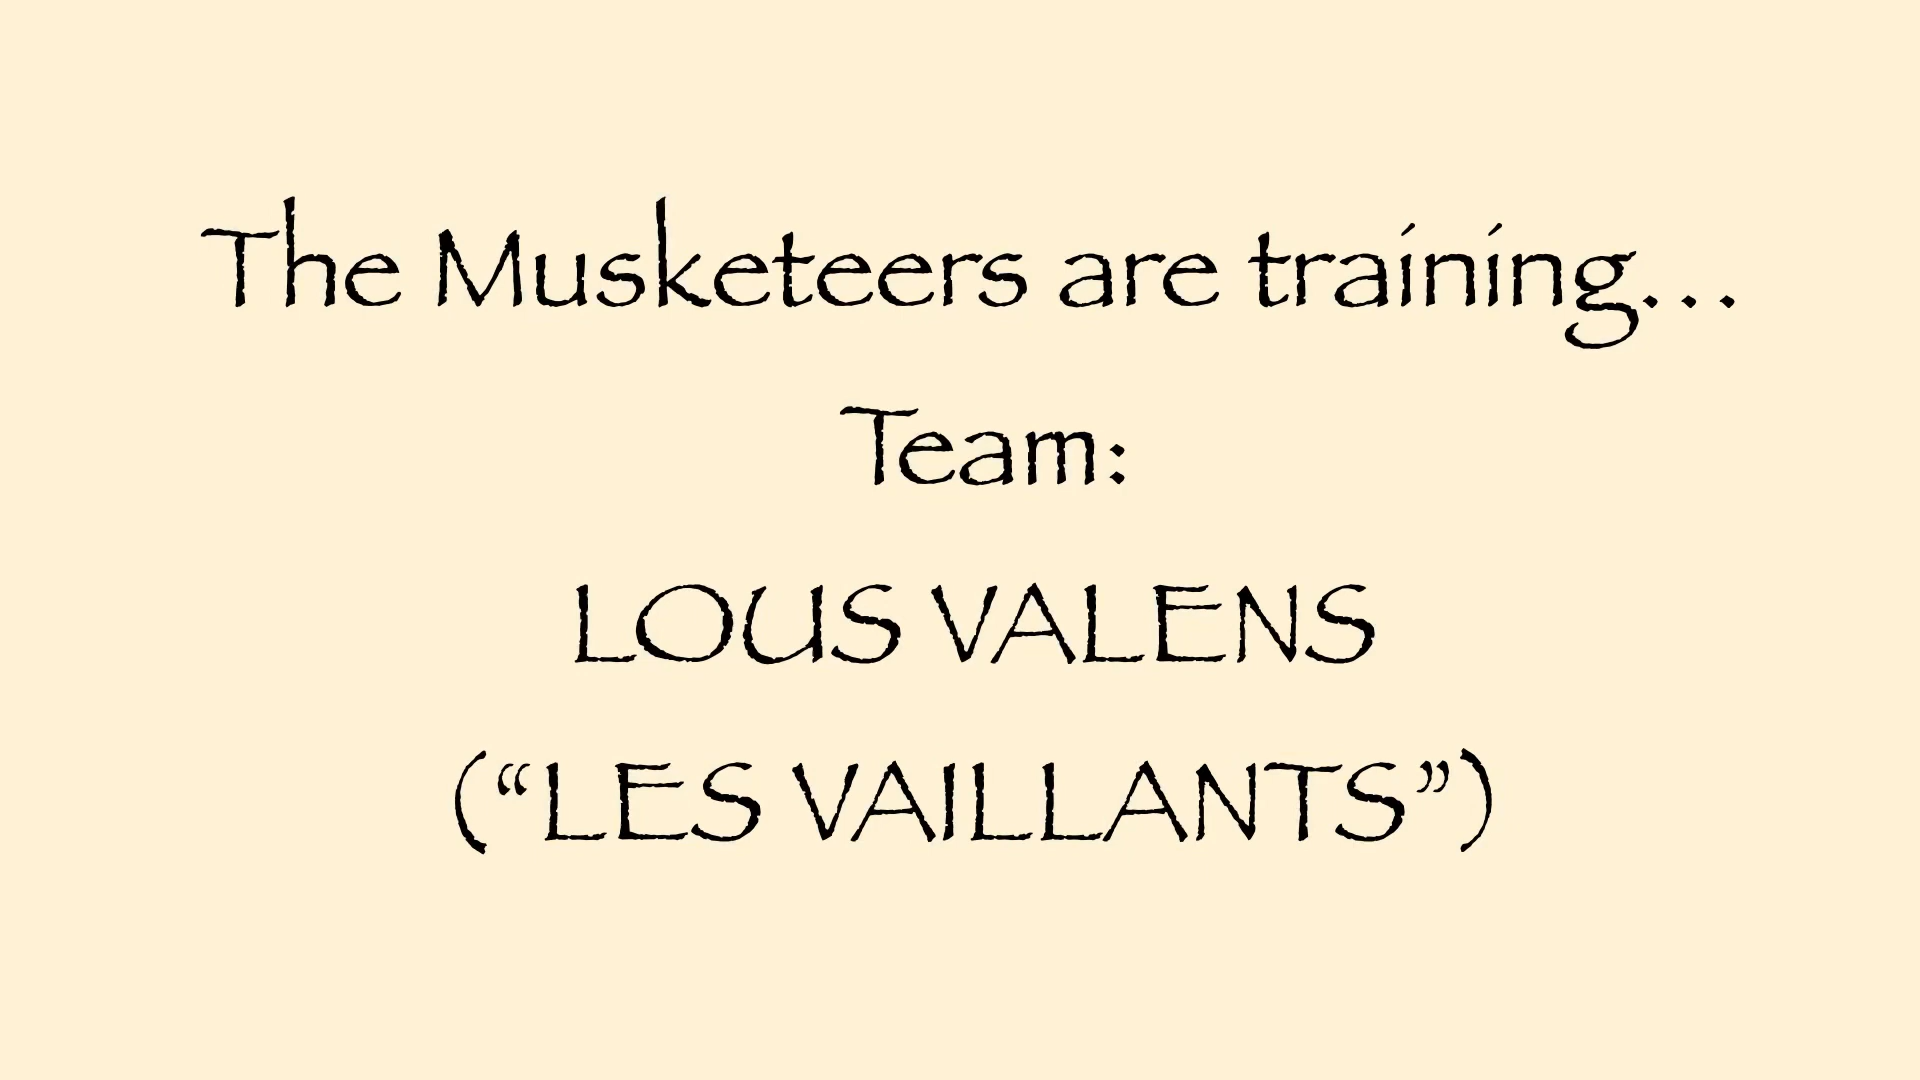 The Musketeers are training…
Team:
LOUS VALENS
(“LES VAILLANTS”)